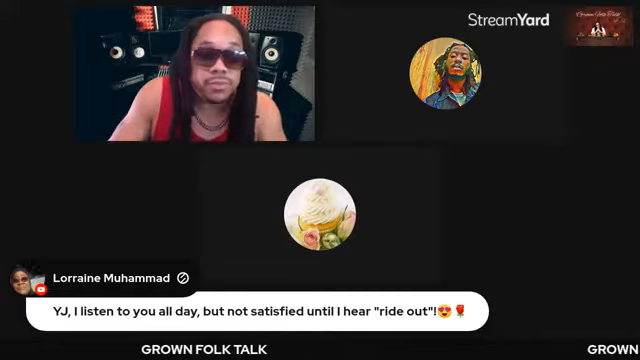 StreamYard
Lorraine Muhammad
YJ, I listen to you all day, but not satisfied until I hear "ride out"!😍🌹
GROWN FOLK TALK
GROWN